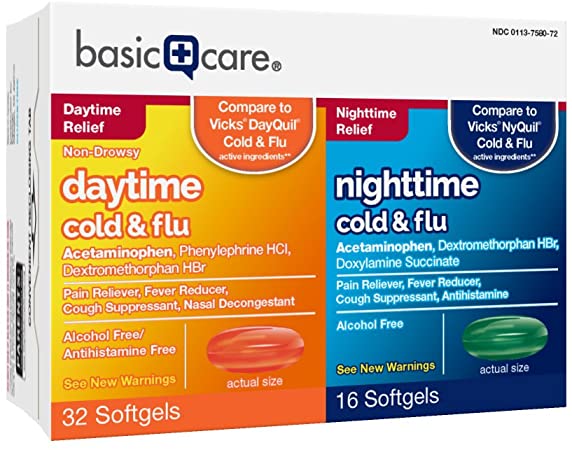 NDC 0113-7580-72
basic care®
Daytime
Relief
Compare to
Vicks® DayQuil®
Cold & Flu
active ingredients**
Non-Drowsy
daytime
cold & flu
Acetaminophen, Phenylephrine HCl,
Dextromethorphan HBr
Pain Reliever, Fever Reducer,
Cough Suppressant, Nasal Decongestant
Alcohol Free/
Antihistamine Free
See New Warnings
actual size
32 Softgels
Nighttime
Relief
Compare to
Vicks® NyQuil®
Cold & Flu
active ingredients**
nighttime
cold & flu
Acetaminophen, Dextromethorphan HBr,
Doxylamine Succinate
Pain Reliever, Fever Reducer,
Cough Suppressant, Antihistamine
Alcohol Free
See New Warnings
actual size
16 Softgels
PARENTS: